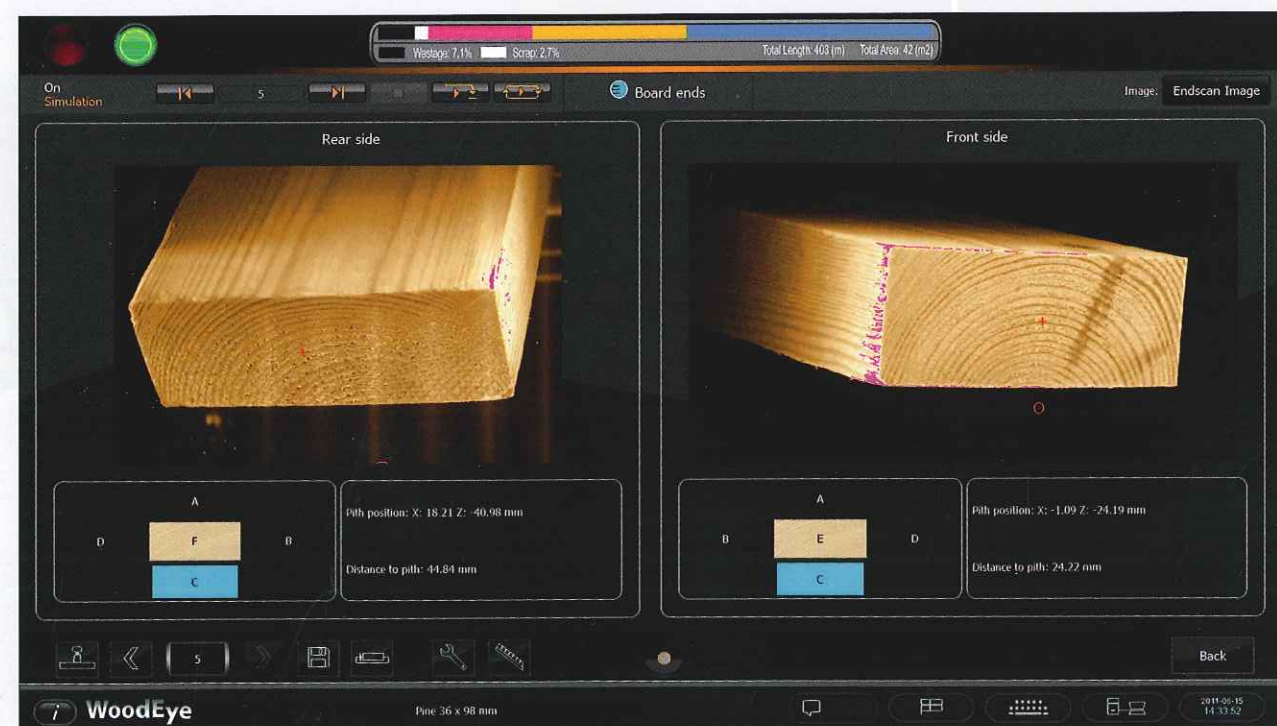 Wastage: 7,1% Scrap: 2,7% Total Length: 403 (m) Total Area: 42 (m2)
On
Simulation
5
Board ends
Image: Endscan Image
Rear side
Front side
A
D F B
C
Pith position: X: 18.21 Z: -40.98 mm
Distance to pith: 44.84 mm
A
B E D
C
Pith position: X: -1.09 Z: -24.19 mm
Distance to pith: 24.22 mm
5
Back
i WoodEye
Pine 36 x 98 mm
2011-06-15
14:33:52